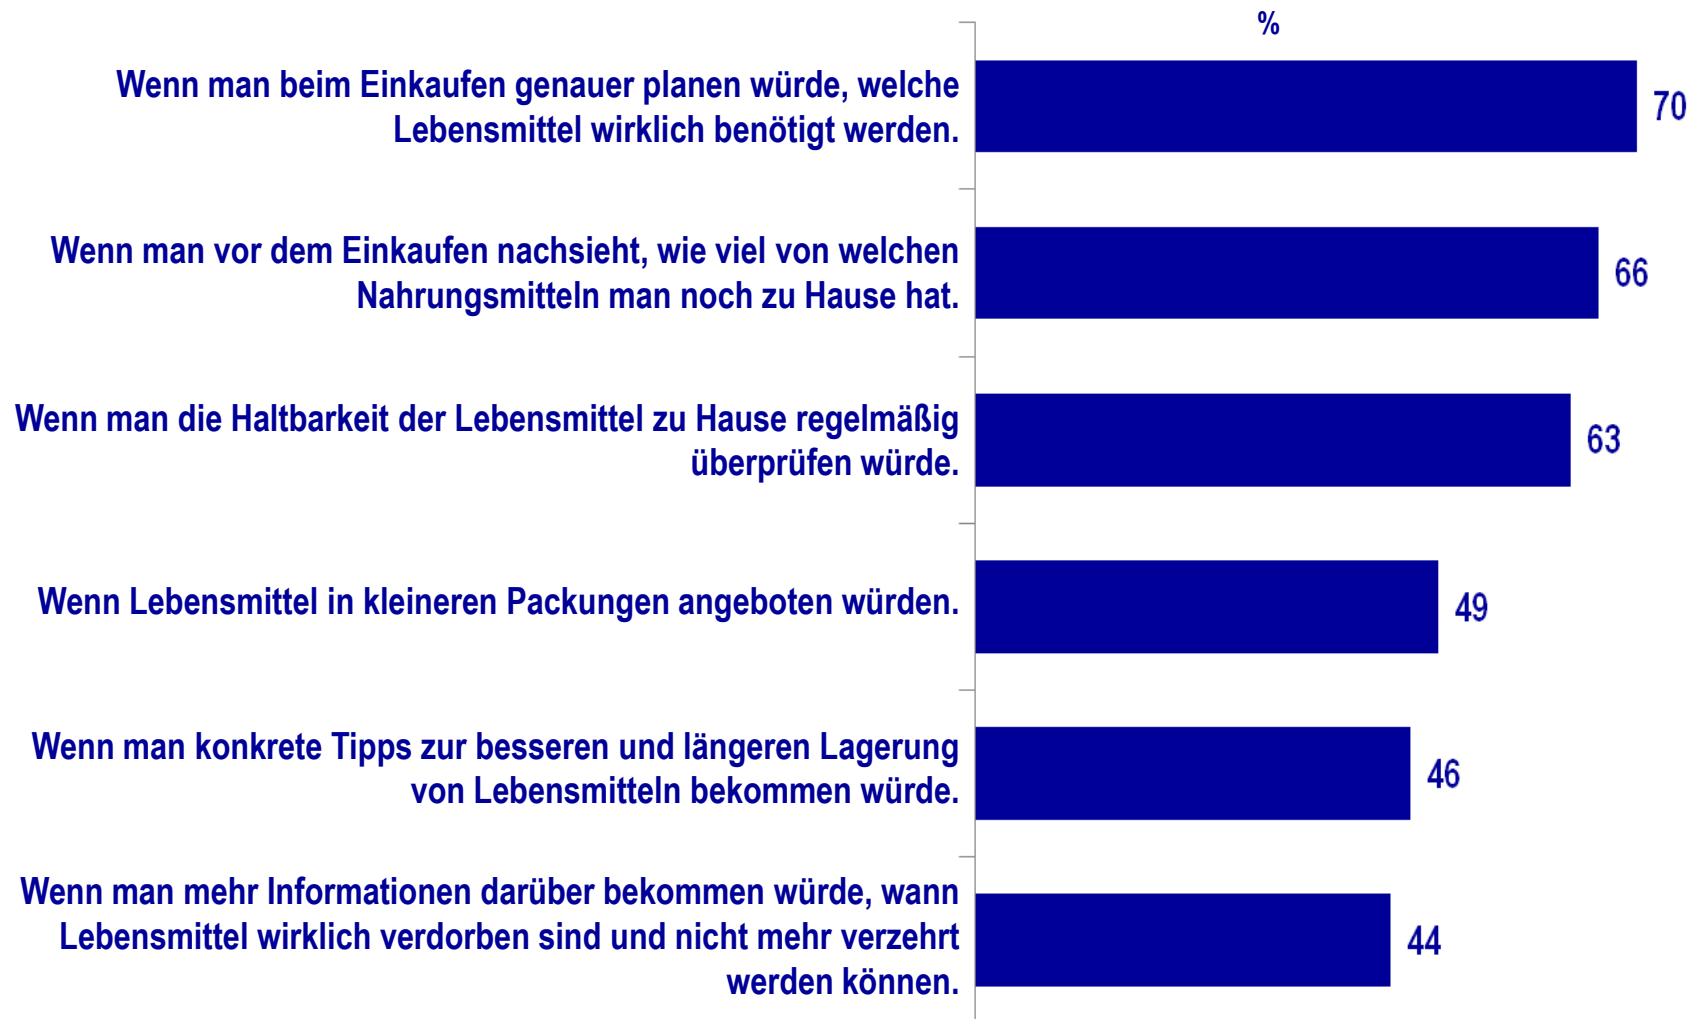 %
Wenn man beim Einkaufen genauer planen würde, welche
Lebensmittel wirklich benötigt werden.
70
Wenn man vor dem Einkaufen nachsieht, wie viel von welchen
Nahrungsmitteln man noch zu Hause hat.
66
Wenn man die Haltbarkeit der Lebensmittel zu Hause regelmäßig
überprüfen würde.
63
Wenn Lebensmittel in kleineren Packungen angeboten würden.
49
Wenn man konkrete Tipps zur besseren und längeren Lagerung
von Lebensmitteln bekommen würde.
46
Wenn man mehr Informationen darüber bekommen würde, wann
Lebensmittel wirklich verdorben sind und nicht mehr verzehrt
werden können.
44